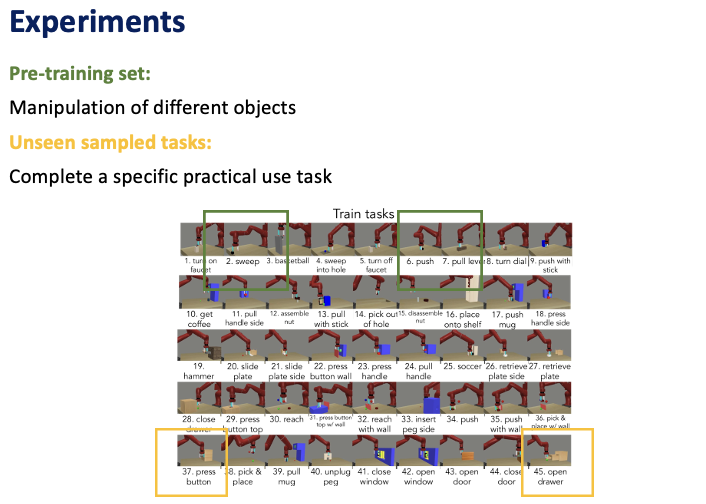 Experiments
Pre-training set:
Manipulation of different objects
Unseen sampled tasks:
Complete a specific practical use task
Train tasks
1. turn on faucet
2. sweep
3. basketball
4. sweep into hole
5. turn off faucet
6. push
7. pull lever
8. turn dial
9. push with stick
10. get coffee
11. pull handle side
12. assemble nut
13. pull with stick
14. pick out of hole
15. disassemble nut
16. place onto shelf
17. push mug
18. press handle side
19. hammer
20. slide plate
21. slide plate side
22. press button wall
23. press handle
24. pull handle
25. soccer
26. retrieve plate side
27. retrieve plate
28. close drawer
29. press button top
30. reach
31. press button top w/ wall
32. reach with wall
33. insert peg side
34. push
35. push with wall
36. pick & place w/ wall
37. press button
38. pick & place
39. pull mug
40. unplug peg
41. close window
42. open window
43. open door
44. close door
45. open drawer